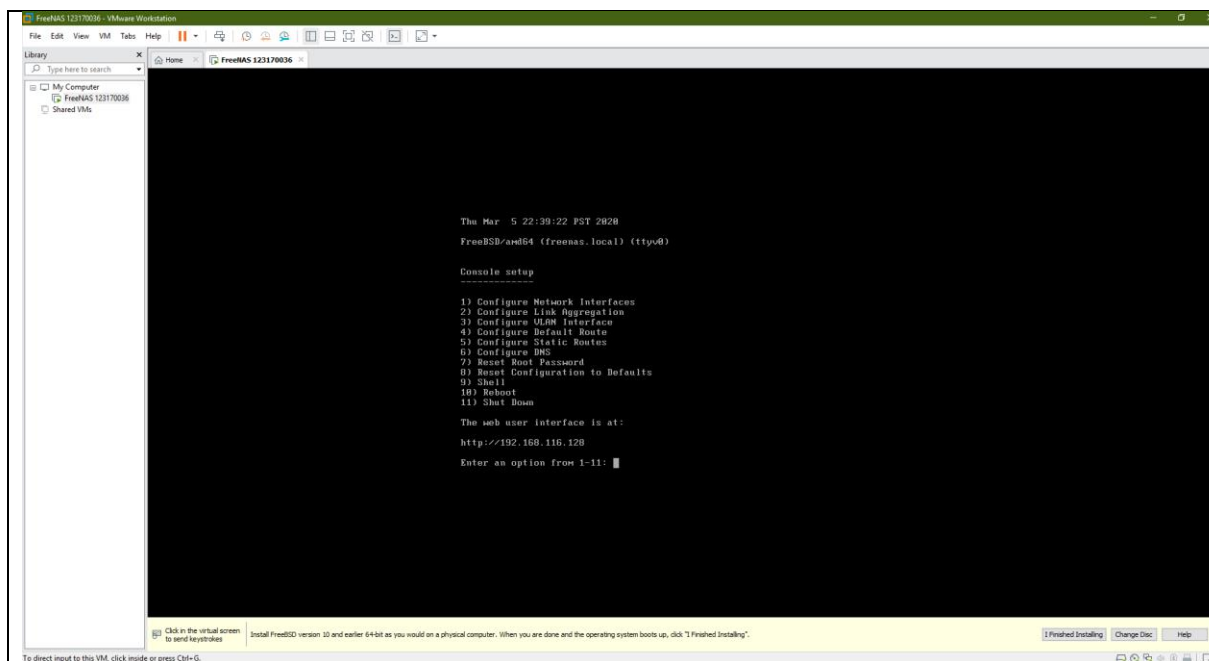 FreeNAS 123170036 - VMware Workstation
File Edit View VM Tabs Help
Library
Type here to search
My Computer
FreeNAS 123170036
Shared VMs
Home
FreeNAS 123170036
Thu Mar 5 22:39:22 PST 2020
FreeBSD/amd64 (freenas.local) (ttyv0)
Console setup
-------------
1) Configure Network Interfaces
2) Configure Link Aggregation
3) Configure VLAN Interface
4) Configure Default Route
5) Configure Static Routes
6) Configure DNS
7) Reset Root Password
8) Reset Configuration to Defaults
9) Shell
10) Reboot
11) Shut Down
The web user interface is at:
http://192.168.116.128
Enter an option from 1-11:
Click in the virtual screen
to send keystrokes
Install FreeBSD version 10 and earlier 64-bit as you would on a physical computer. When you are done and the operating system boots up, click "I Finished Installing".
I Finished Installing
Change Disc
Help
To direct input to this VM, click inside or press Ctrl+G.